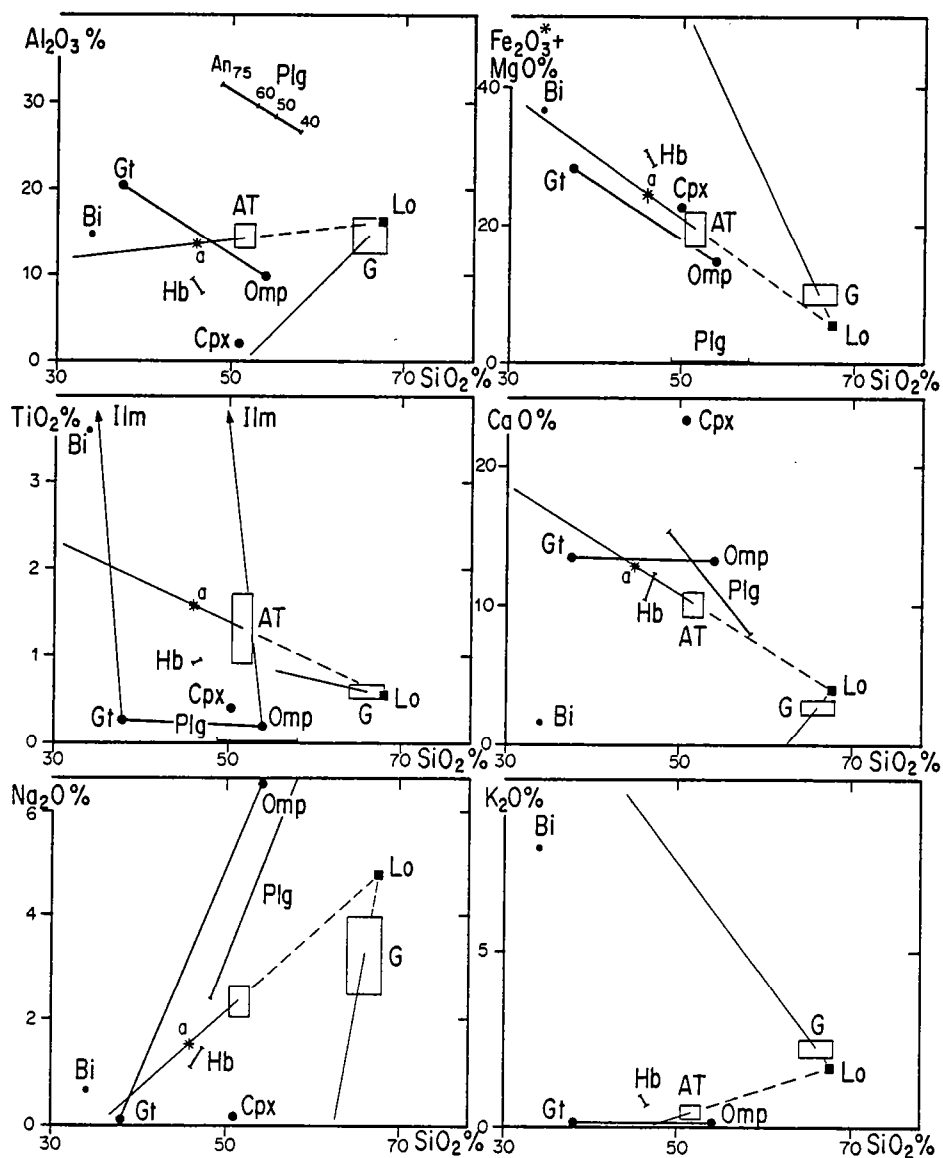 Al₂O₃ %
30
20
10
0
An₇₅
Plg
60
50
40
Gt
Bi
AT
Lo
a
G
Hb
Omp
Cpx
30 50 70 SiO₂ %
Fe₂O₃*+
MgO%
40
20
0
Bi
Hb
a
Gt
Cpx
AT
Omp
G
Lo
Plg
30 50 70 SiO₂ %
TiO₂ %
3
2
1
0
Ilm
Ilm
Bi
a
AT
Hb
Cpx
Lo
G
Gt
Plg
Omp
30 50 70 SiO₂ %
CaO%
20
10
0
Cpx
Gt
Omp
a
Plg
Hb
AT
Lo
G
Bi
30 50 70 SiO₂ %
Na₂O %
6
4
2
0
Omp
Plg
Lo
G
a
Hb
Bi
Gt
Cpx
30 50 70 SiO₂ %
K₂O %
5
0
Bi
G
Lo
Hb
AT
Gt
Omp
30 50 70 SiO₂ %